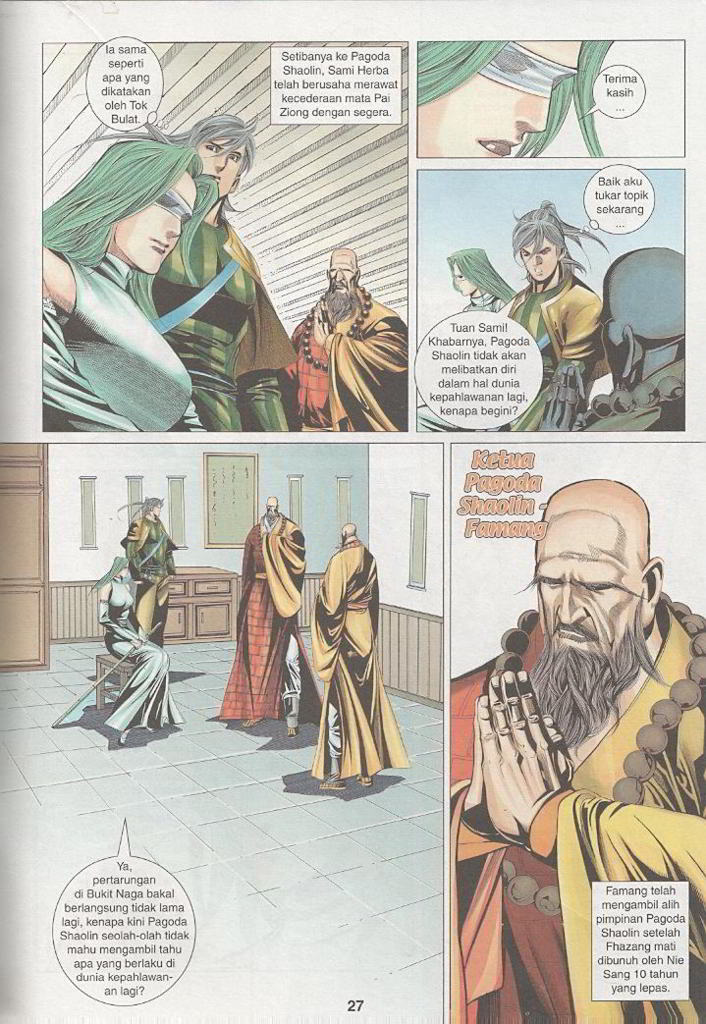 Ia sama
seperti
apa yang
dikatakan
oleh Tok
Bulat.
Setibanya ke Pagoda
Shaolin, Sami Herba
telah berusaha merawat
kecederaan mata Pai
Ziong dengan segera.
Terima
kasih
...
Baik aku
tukar topik
sekarang
...
Tuan Sami!
Khabarnya, Pagoda
Shaolin tidak akan
melibatkan diri
dalam hal dunia
kepahlawanan lagi,
kenapa begini?
Ya,
pertarungan
di Bukit Naga bakal
berlangsung tidak lama
lagi, kenapa kini Pagoda
Shaolin seolah-olah tidak
mahu mengambil tahu
apa yang berlaku di
dunia kepahlawan-
an lagi?
Ketua
Pagoda
Shaolin -
Famang
Famang telah
mengambil alih
pimpinan Pagoda
Shaolin setelah
Fhazang mati
dibunuh oleh Nie
Sang 10 tahun
yang lepas.
27